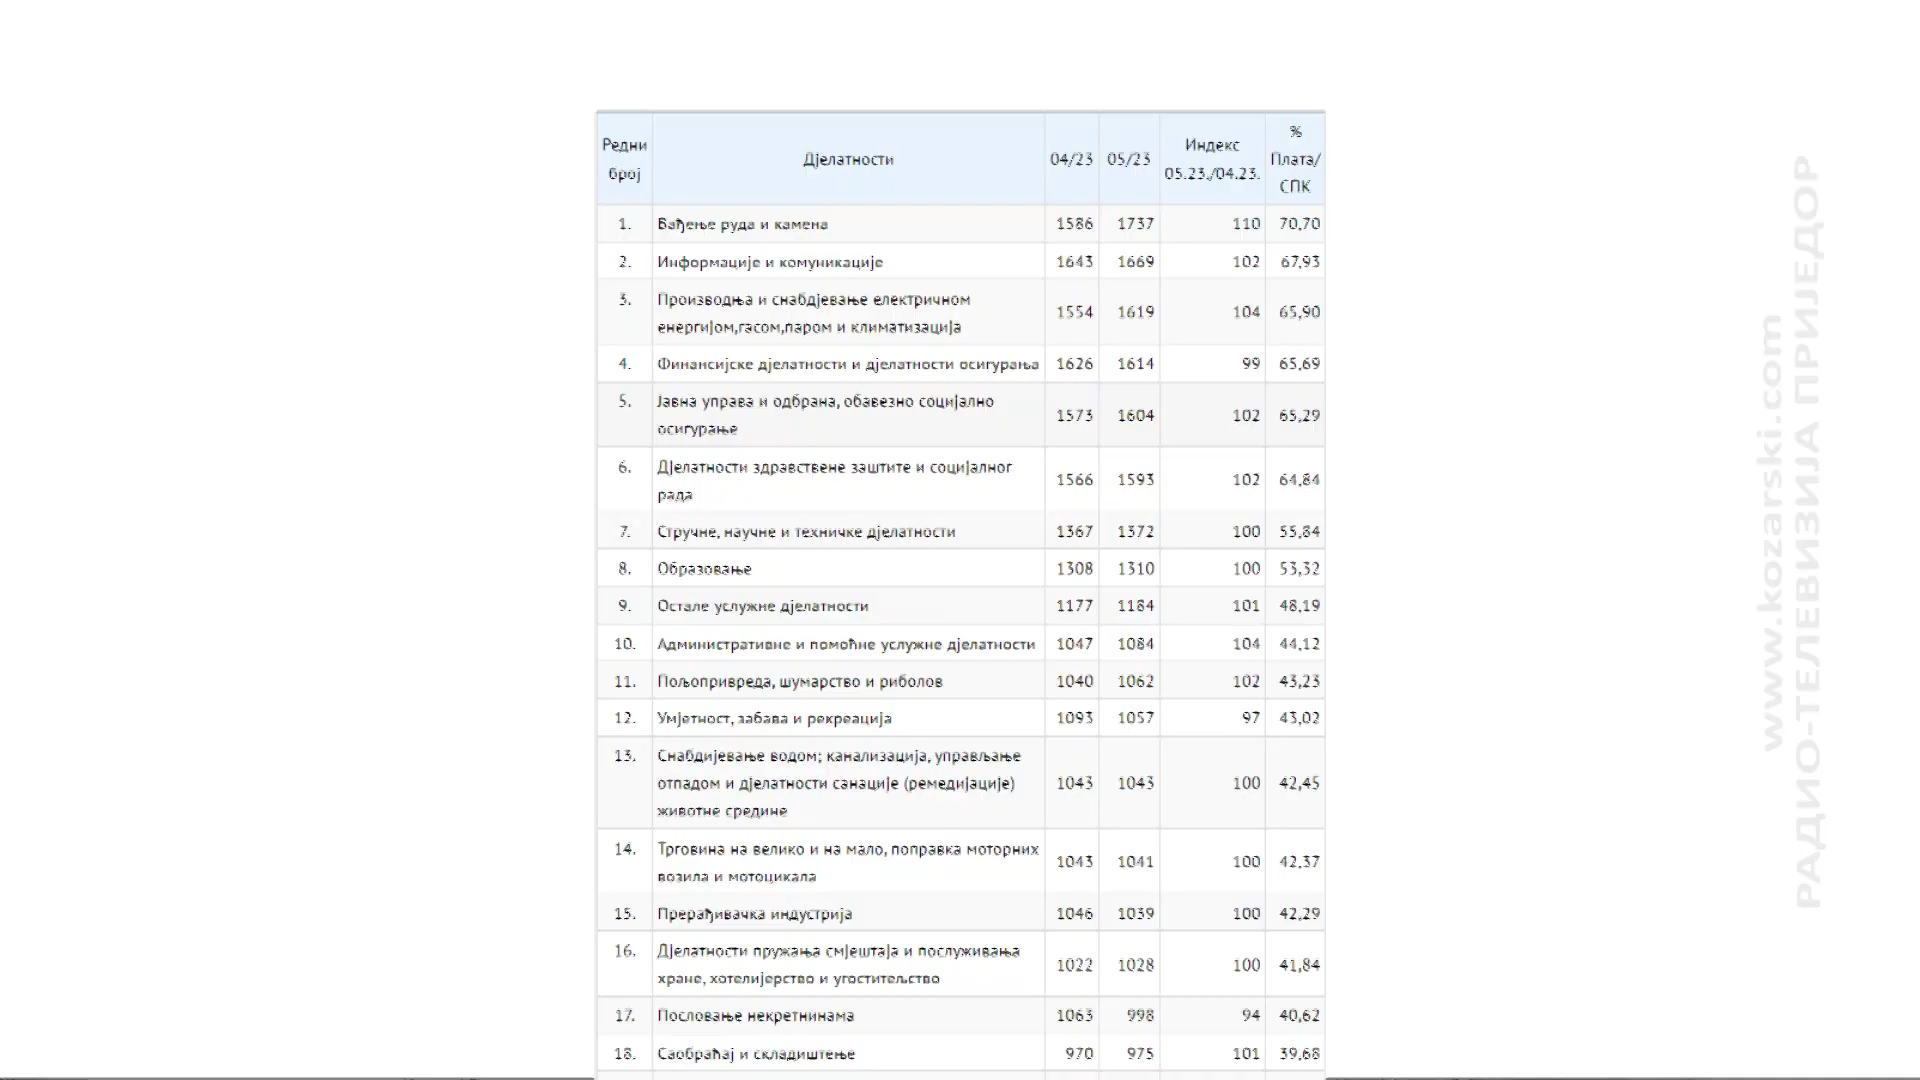 Редни број | Дјелатности | 04/23 | 05/23 | Индекс 05.23./04.23. | % Плата/ СПК
1. | Вађење руда и камена | 1586 | 1737 | 110 | 70,70
2. | Информације и комуникације | 1643 | 1669 | 102 | 67,93
3. | Производња и снабдјевање електричном енергијом,гасом,паром и климатизација | 1554 | 1619 | 104 | 65,90
4. | Финансијске дјелатности и дјелатности осигурања | 1626 | 1614 | 99 | 65,69
5. | Јавна управа и одбрана, обавезно социјално осигурање | 1573 | 1604 | 102 | 65,29
6. | Дјелатности здравствене заштите и социјалног рада | 1566 | 1593 | 102 | 64,84
7. | Стручне, научне и техничке дјелатности | 1367 | 1372 | 100 | 55,84
8. | Образовање | 1308 | 1310 | 100 | 53,32
9. | Остале услужне дјелатности | 1177 | 1184 | 101 | 48,19
10. | Административне и помоћне услужне дјелатности | 1047 | 1084 | 104 | 44,12
11. | Пољопривреда, шумарство и риболов | 1040 | 1062 | 102 | 43,23
12. | Умјетност, забава и рекреација | 1093 | 1057 | 97 | 43,02
13. | Снабдијевање водом; канализација, управљање отпадом и дјелатности санације (ремедијације) животне средине | 1043 | 1043 | 100 | 42,45
14. | Трговина на велико и на мало, поправка моторних возила и мотоцикала | 1043 | 1041 | 100 | 42,37
15. | Прерађивачка индустрија | 1046 | 1039 | 100 | 42,29
16. | Дјелатности пружања смјештаја и послуживања хране, хотелијерство и угоститељство | 1022 | 1028 | 100 | 41,84
17. | Пословање некретнинама | 1063 | 998 | 94 | 40,62
18. | Саобраћај и складиштење | 970 | 975 | 101 | 39,68
www.kozarski.com
РАДИО-ТЕЛЕВИЗИЈА ПРИЈЕДОР